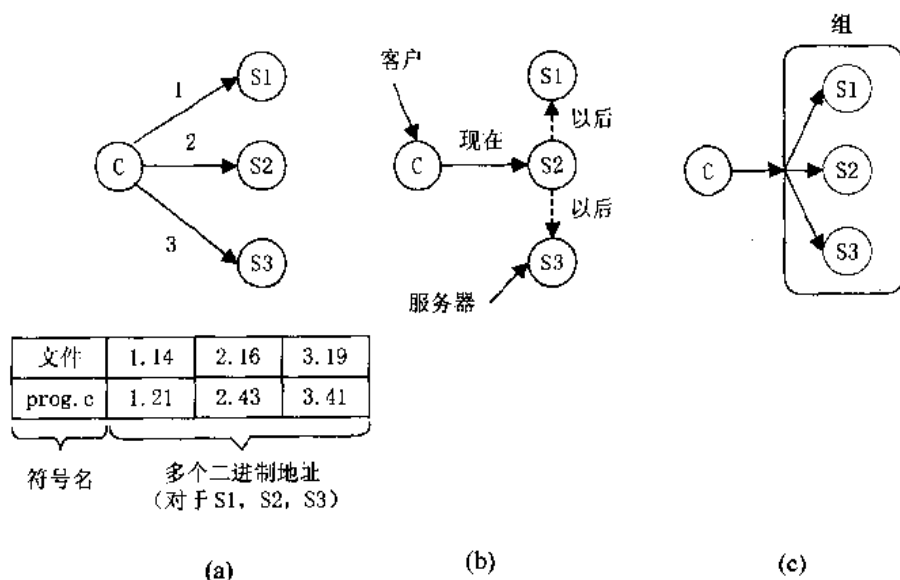 1
2
3
C
S1
S2
S3
文件 1.14 2.16 3.19
prog.c 1.21 2.43 3.41
符号名
多个二进制地址
(对于S1, S2, S3)
(a)
客户
C
现在
S1
以后
S2
以后
S3
服务器
(b)
组
C
S1
S2
S3
(c)